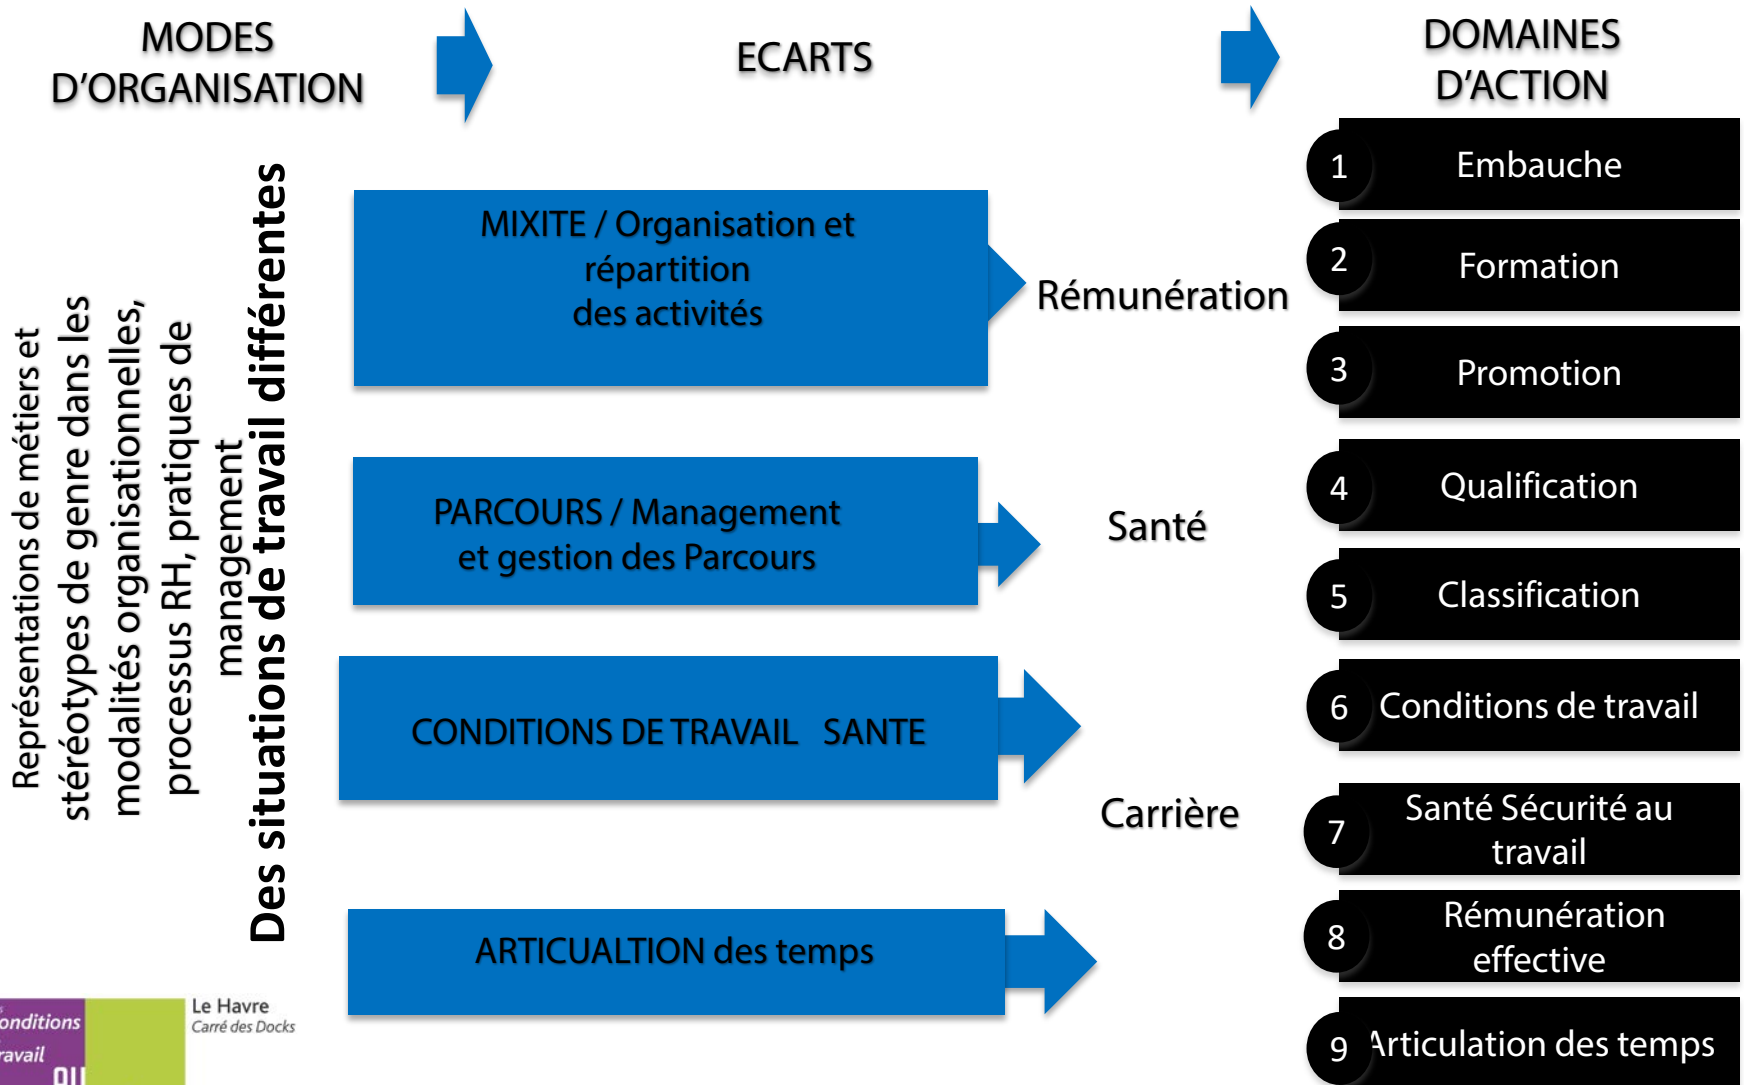 MODES
D'ORGANISATION
ECARTS
DOMAINES
D'ACTION
Représentations de métiers et
stéréotypes de genre dans les
modalités organisationnelles,
processus RH, pratiques de
management
Des situations de travail différentes
MIXITE / Organisation et
répartition
des activités
PARCOURS / Management
et gestion des Parcours
CONDITIONS DE TRAVAIL SANTE
ARTICUALTION des temps
Rémunération
Santé
Carrière
1 Embauche
2 Formation
3 Promotion
4 Qualification
5 Classification
6 Conditions de travail
7 Santé Sécurité au
travail
8 Rémunération
effective
9 Articulation des temps
onditions
ravail
AU
Le Havre
Carré des Docks